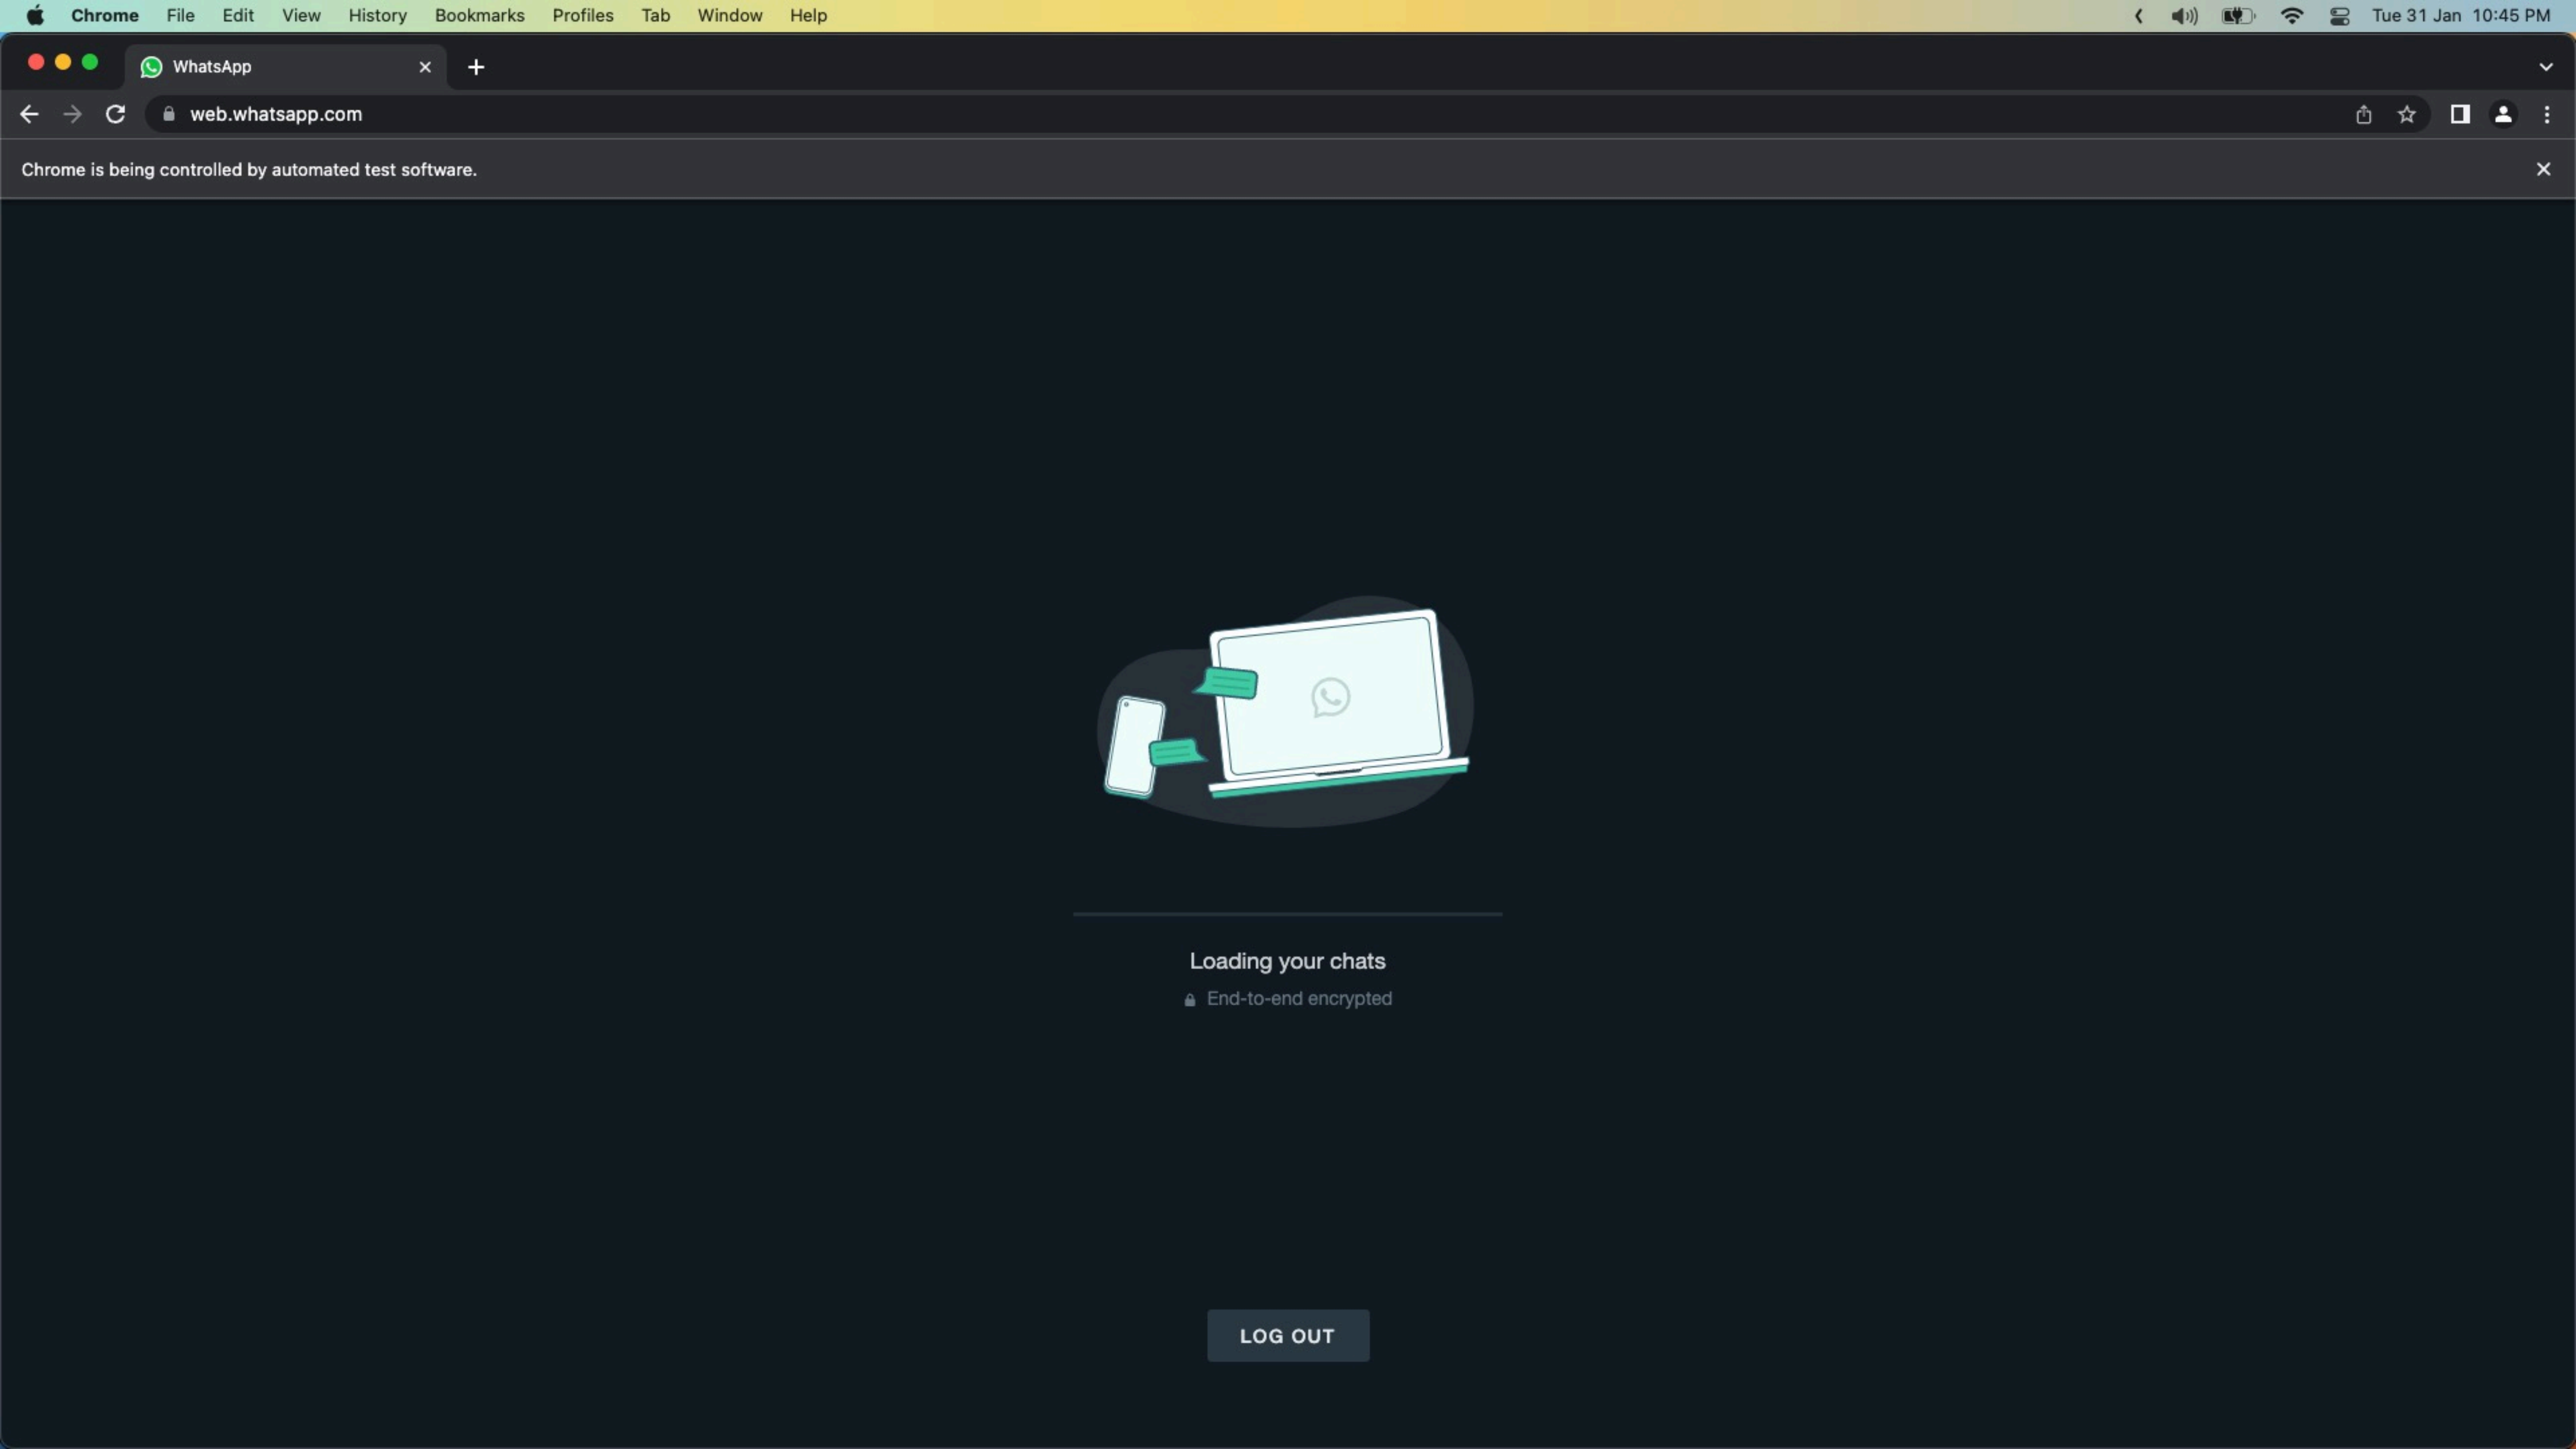 Chrome File Edit View History Bookmarks Profiles Tab Window Help Tue 31 Jan 10:45 PM
WhatsApp
web.whatsapp.com
Chrome is being controlled by automated test software.
Loading your chats
End-to-end encrypted
LOG OUT